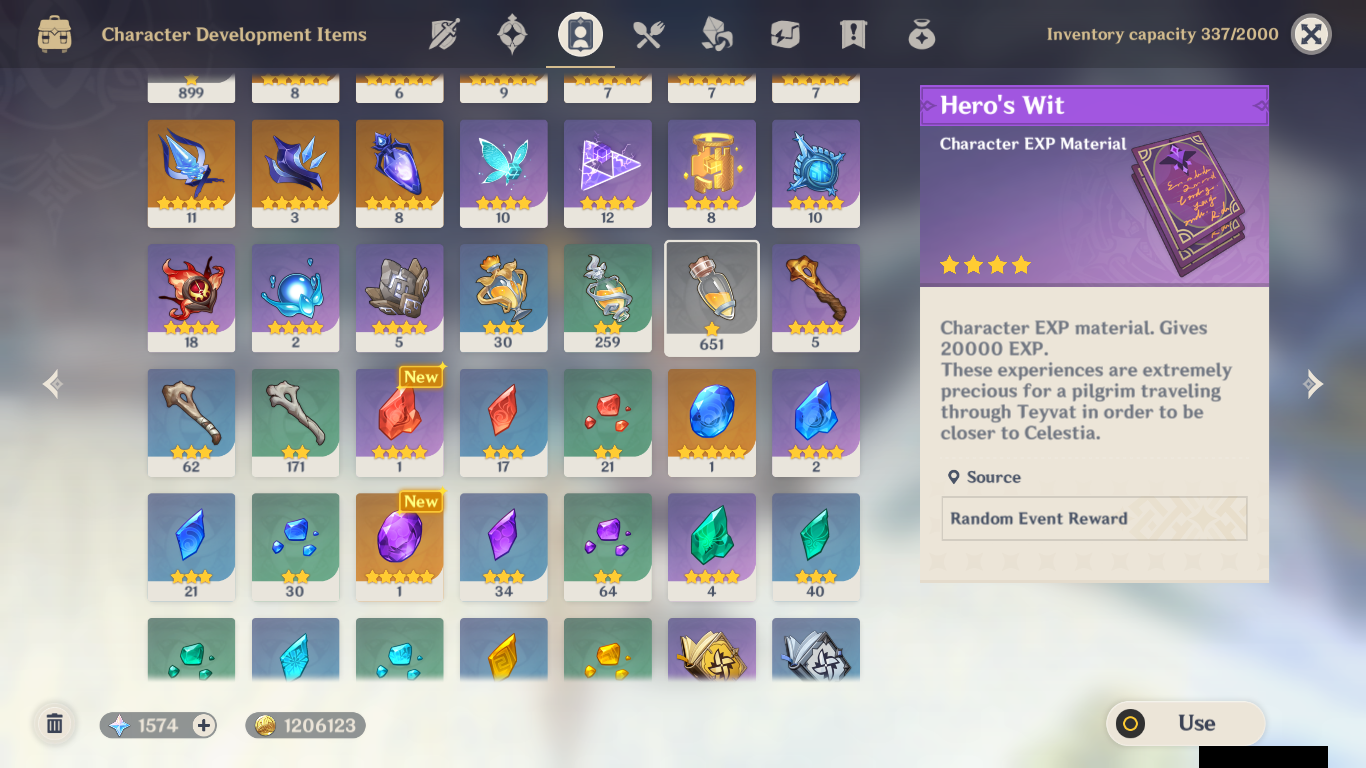 Character Development Items
Inventory capacity 337/2000
899 8 6 9 7 7 7
11 3 8 10 12 8 10
18 2 5 30 259 651 5
New
62 171 1 17 21 1 2
New
21 30 1 34 64 4 40
Hero's Wit
Character EXP Material
Character EXP material. Gives
20000 EXP.
These experiences are extremely
precious for a pilgrim traveling
through Teyvat in order to be
closer to Celestia.
Source
Random Event Reward
1574
1206123
Use